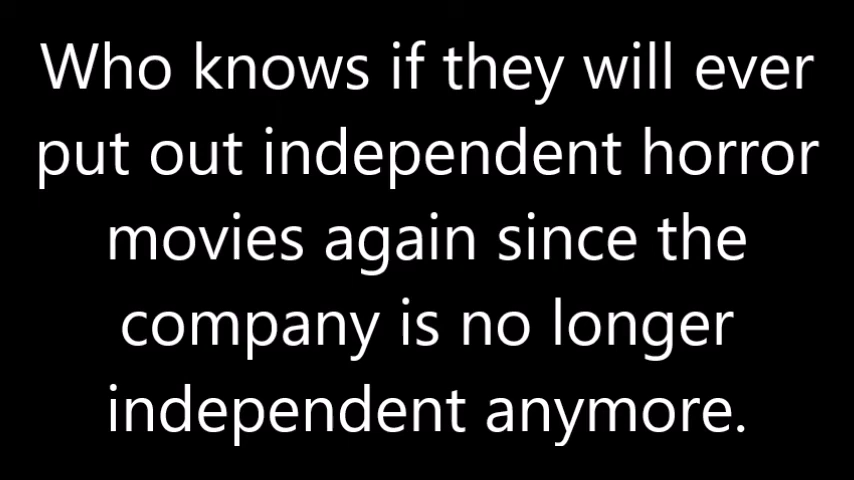 Who knows if they will ever
put out independent horror
movies again since the
company is no longer
independent anymore.